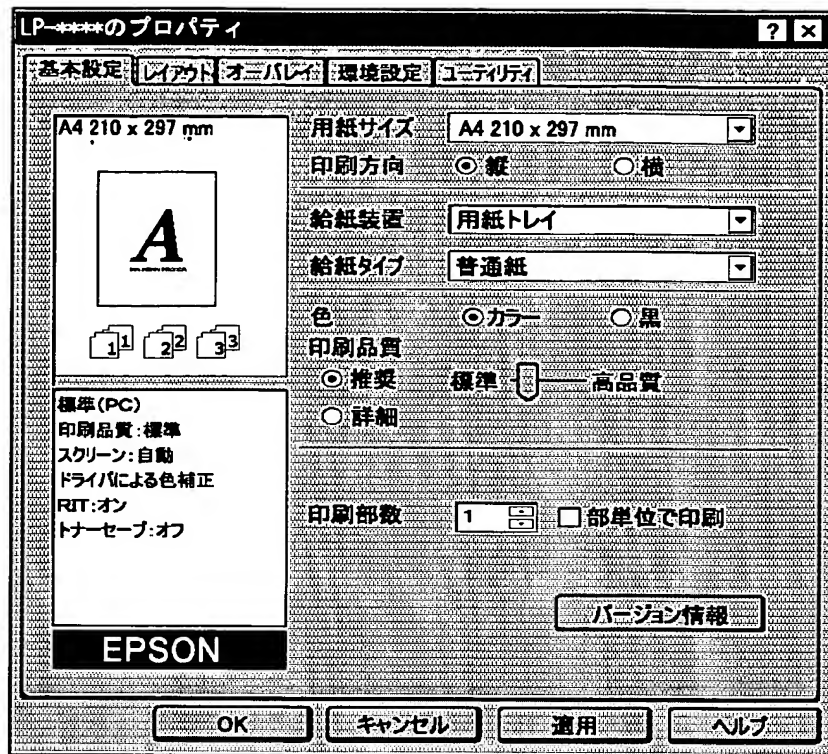 LP-****のプロパティ
? ×
基本設定 レイアウト オーバレイ 環境設定 ユーティリティ
A4 210 x 297 mm
A
1 1 2 2 3 3
標準(PC)
印刷品質:標準
スクリーン:自動
ドライバによる色補正
RIT:オン
トナーセーブ:オフ
EPSON
用紙サイズ A4 210 x 297 mm
印刷方向 縦 横
給紙装置 用紙トレイ
給紙タイプ 普通紙
色 カラー 黒
印刷品質
推奨 標準 高品質
詳細
印刷部数 1 部単位で印刷
バージョン情報
OK キャンセル 適用 ヘルプ